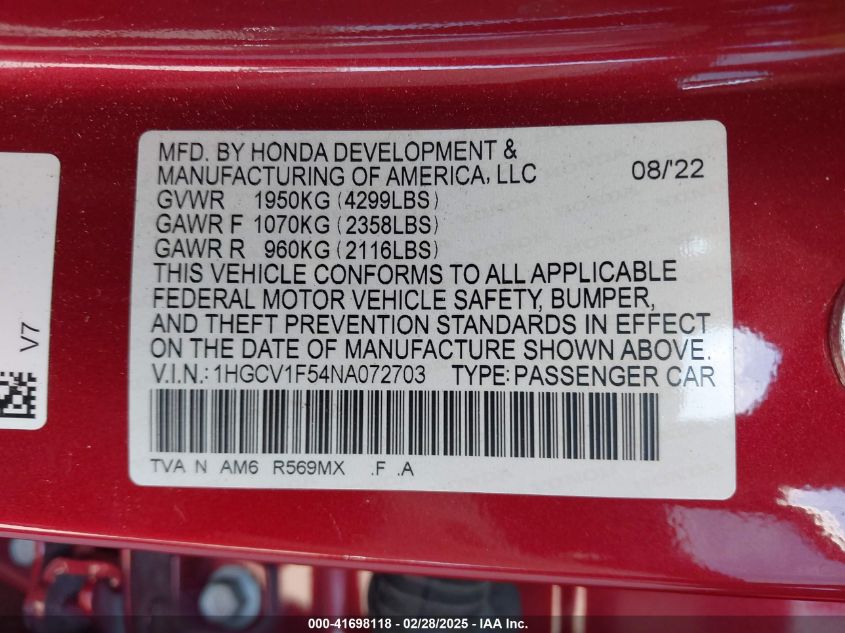 MFD. BY HONDA DEVELOPMENT &
MANUFACTURING OF AMERICA, LLC 08/'22
GVWR 1950KG (4299LBS)
GAWR F 1070KG (2358LBS)
GAWR R 960KG (2116LBS)
THIS VEHICLE CONFORMS TO ALL APPLICABLE
FEDERAL MOTOR VEHICLE SAFETY, BUMPER,
AND THEFT PREVENTION STANDARDS IN EFFECT
ON THE DATE OF MANUFACTURE SHOWN ABOVE.
V.I.N.: 1HGCV1F54NA072703 TYPE: PASSENGER CAR
TVA N AM6 R569MX .F .A
V7
000-41698118 - 02/28/2025 - IAA Inc.